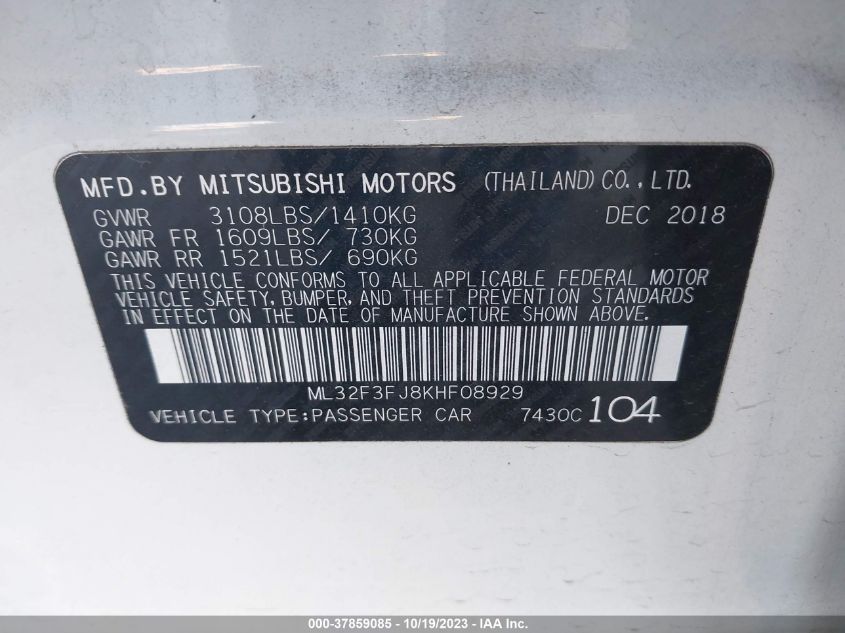 MFD.BY MITSUBISHI MOTORS (THAILAND) CO., LTD.
GVWR 3108LBS/1410KG DEC 2018
GAWR FR 1609LBS/ 730KG
GAWR RR 1521LBS/ 690KG
THIS VEHICLE CONFORMS TO ALL APPLICABLE FEDERAL MOTOR
VEHICLE SAFETY, BUMPER, AND THEFT PREVENTION STANDARDS
IN EFFECT ON THE DATE OF MANUFACTURE SHOWN ABOVE.
ML32F3FJ8KHF08929
VEHICLE TYPE:PASSENGER CAR 7430C 104
000-37859085 - 10/19/2023 - IAA Inc.